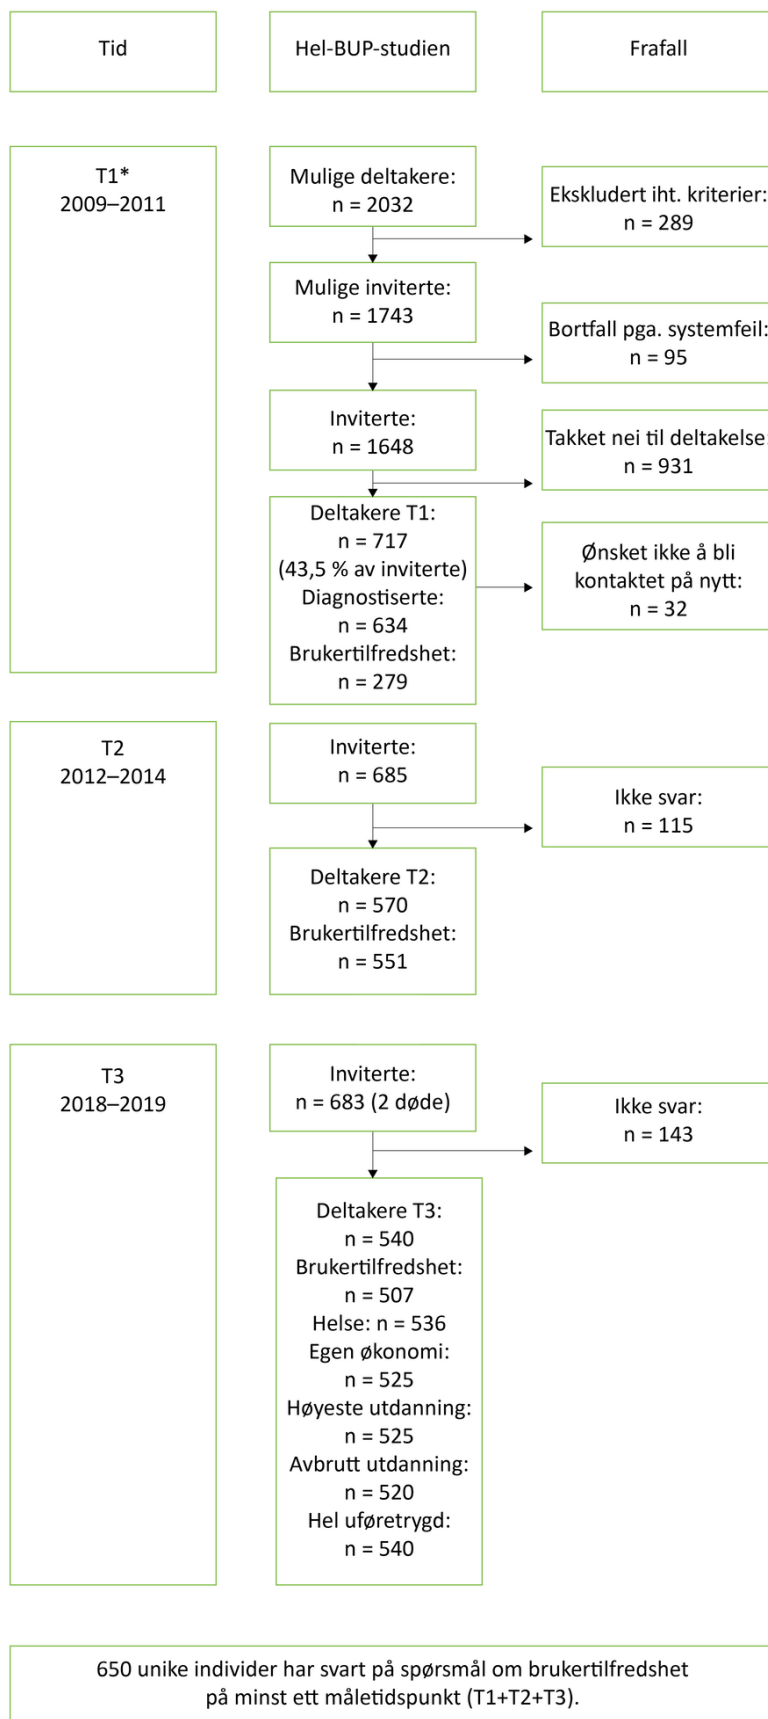 Tid
Hel-BUP-studien
Frafall
T1*
2009–2011
Mulige deltakere:
n = 2032
Ekskludert iht. kriterier:
n = 289
Mulige inviterte:
n = 1743
Bortfall pga. systemfeil:
n = 95
Inviterte:
n = 1648
Takket nei til deltakelse:
n = 931
Deltakere T1:
n = 717
(43,5 % av inviterte)
Diagnostiserte:
n = 634
Brukertilfredshet:
n = 279
Ønsket ikke å bli
kontaktet på nytt:
n = 32
T2
2012–2014
Inviterte:
n = 685
Ikke svar:
n = 115
Deltakere T2:
n = 570
Brukertilfredshet:
n = 551
T3
2018–2019
Inviterte:
n = 683 (2 døde)
Ikke svar:
n = 143
Deltakere T3:
n = 540
Brukertilfredshet:
n = 507
Helse: n = 536
Egen økonomi:
n = 525
Høyeste utdanning:
n = 525
Avbrutt utdanning:
n = 520
Hel uføretrygd:
n = 540
650 unike individer har svart på spørsmål om brukertilfredshet
på minst ett måletidspunkt (T1+T2+T3).